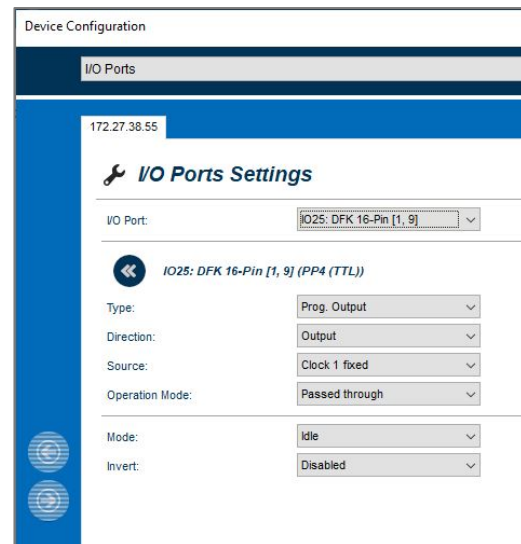 Device Configuration
I/O Ports
172.27.38.55
I/O Ports Settings
I/O Port: IO25: DFK 16-Pin [1, 9]
IO25: DFK 16-Pin [1, 9] (PP4 (TTL))
Type: Prog. Output
Direction: Output
Source: Clock 1 fixed
Operation Mode: Passed through
Mode: Idle
Invert: Disabled